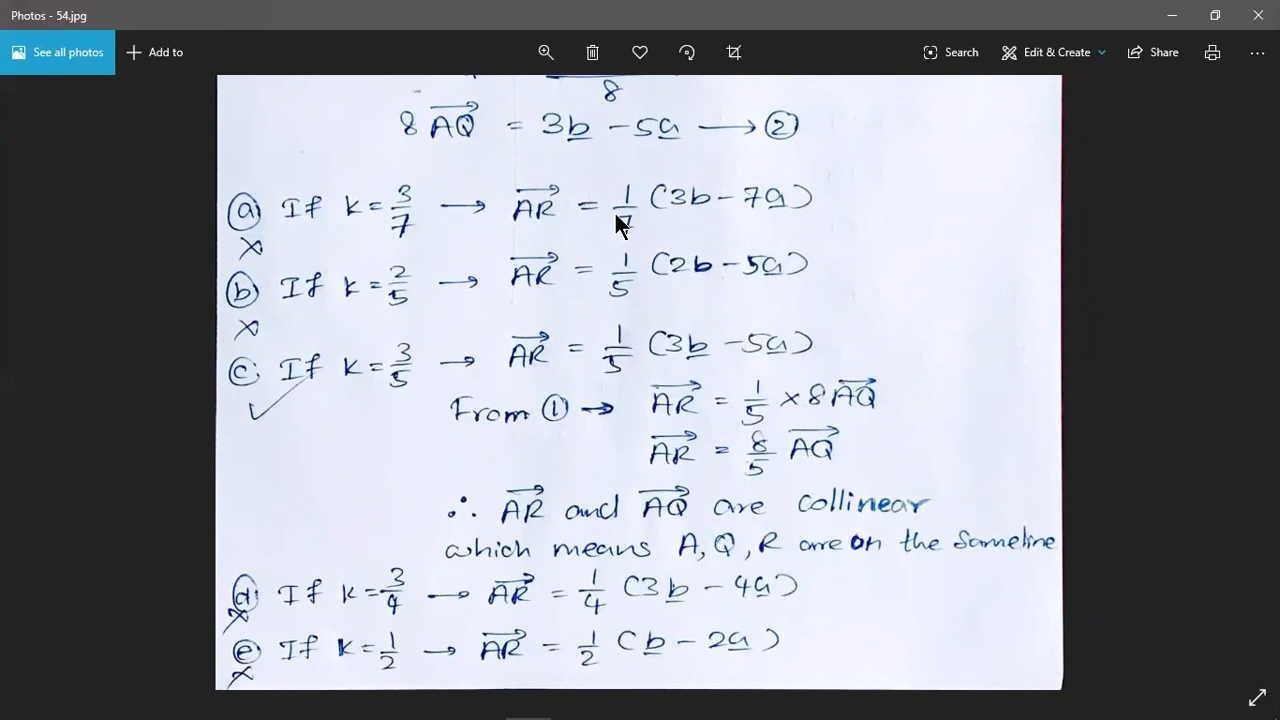 Photos - 54.jpg
See all photos
Add to
Search
Edit & Create
Share
8
8 AQ = 3b - 5a → ②
ⓐ If k = 3/7 → AR = 1/7 (3b - 7a)
×
ⓑ If k = 2/5 → AR = 1/5 (2b - 5a)
×
ⓒ If k = 3/5 → AR = 1/5 (3b - 5a)
✓
From ① → AR = 1/5 × 8AQ
AR = 8/5 AQ
∴ AR and AQ are collinear
which means A, Q, R are on the sameline
ⓓ If k = 3/4 → AR = 1/4 (3b - 4a)
×
ⓔ If k = 1/2 → AR = 1/2 (b - 2a)
×